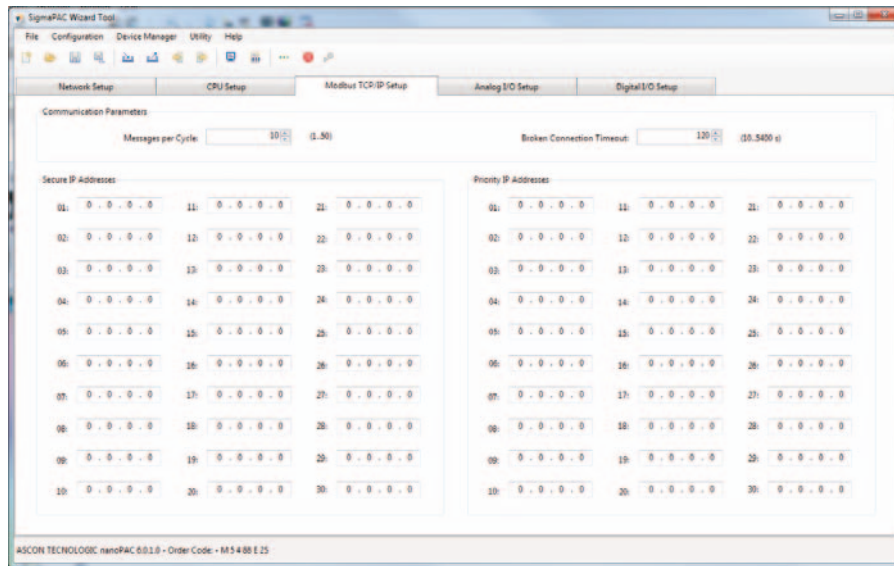 SigmaPAC Wizard Tool
File Configuration Device Manager Utility Help
Network Setup CPU Setup Modbus TCP/IP Setup Analog I/O Setup Digital I/O Setup
Communication Parameters
Messages per Cycle: 10 (1..50) Broken Connection Timeout: 120 (10..5400 s)
Secure IP Addresses Priority IP Addresses
01: 0 . 0 . 0 . 0 11: 0 . 0 . 0 . 0 21: 0 . 0 . 0 . 0 01: 0 . 0 . 0 . 0 11: 0 . 0 . 0 . 0 21: 0 . 0 . 0 . 0
02: 0 . 0 . 0 . 0 12: 0 . 0 . 0 . 0 22: 0 . 0 . 0 . 0 02: 0 . 0 . 0 . 0 12: 0 . 0 . 0 . 0 22: 0 . 0 . 0 . 0
03: 0 . 0 . 0 . 0 13: 0 . 0 . 0 . 0 23: 0 . 0 . 0 . 0 03: 0 . 0 . 0 . 0 13: 0 . 0 . 0 . 0 23: 0 . 0 . 0 . 0
04: 0 . 0 . 0 . 0 14: 0 . 0 . 0 . 0 24: 0 . 0 . 0 . 0 04: 0 . 0 . 0 . 0 14: 0 . 0 . 0 . 0 24: 0 . 0 . 0 . 0
05: 0 . 0 . 0 . 0 15: 0 . 0 . 0 . 0 25: 0 . 0 . 0 . 0 05: 0 . 0 . 0 . 0 15: 0 . 0 . 0 . 0 25: 0 . 0 . 0 . 0
06: 0 . 0 . 0 . 0 16: 0 . 0 . 0 . 0 26: 0 . 0 . 0 . 0 06: 0 . 0 . 0 . 0 16: 0 . 0 . 0 . 0 26: 0 . 0 . 0 . 0
07: 0 . 0 . 0 . 0 17: 0 . 0 . 0 . 0 27: 0 . 0 . 0 . 0 07: 0 . 0 . 0 . 0 17: 0 . 0 . 0 . 0 27: 0 . 0 . 0 . 0
08: 0 . 0 . 0 . 0 18: 0 . 0 . 0 . 0 28: 0 . 0 . 0 . 0 08: 0 . 0 . 0 . 0 18: 0 . 0 . 0 . 0 28: 0 . 0 . 0 . 0
09: 0 . 0 . 0 . 0 19: 0 . 0 . 0 . 0 29: 0 . 0 . 0 . 0 09: 0 . 0 . 0 . 0 19: 0 . 0 . 0 . 0 29: 0 . 0 . 0 . 0
10: 0 . 0 . 0 . 0 20: 0 . 0 . 0 . 0 30: 0 . 0 . 0 . 0 10: 0 . 0 . 0 . 0 20: 0 . 0 . 0 . 0 30: 0 . 0 . 0 . 0
ASCON TECNOLOGIC nanoPAC 6.0.1.0 - Order Code: - M 5 4 88 E 25